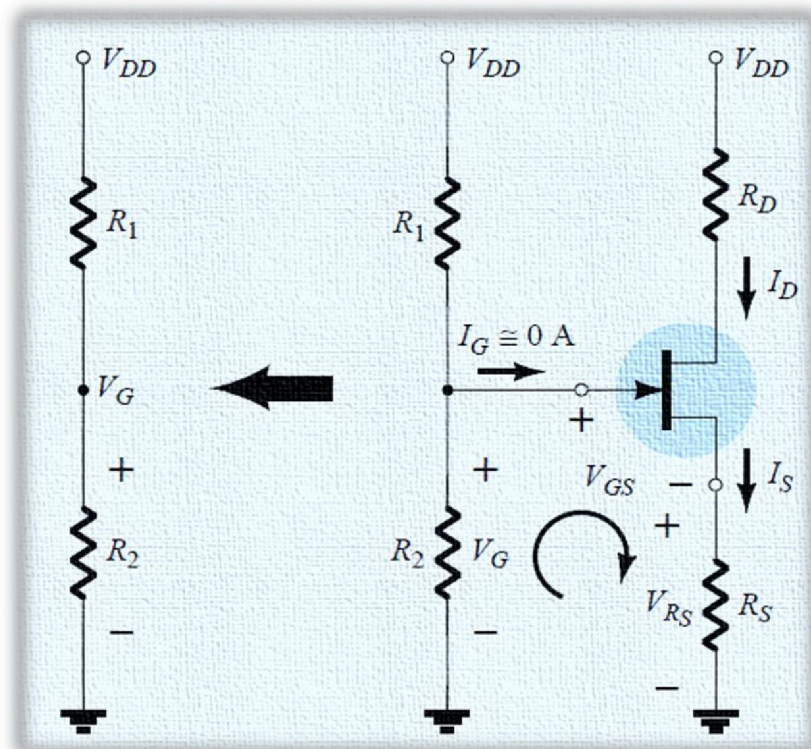 V_DD V_DD V_DD
R_1 R_1 R_D
I_D
I_G ≅ 0 A
V_G
+
+ + V_GS − I_S
+
R_2 R_2 V_G
V_RS R_S
− − −